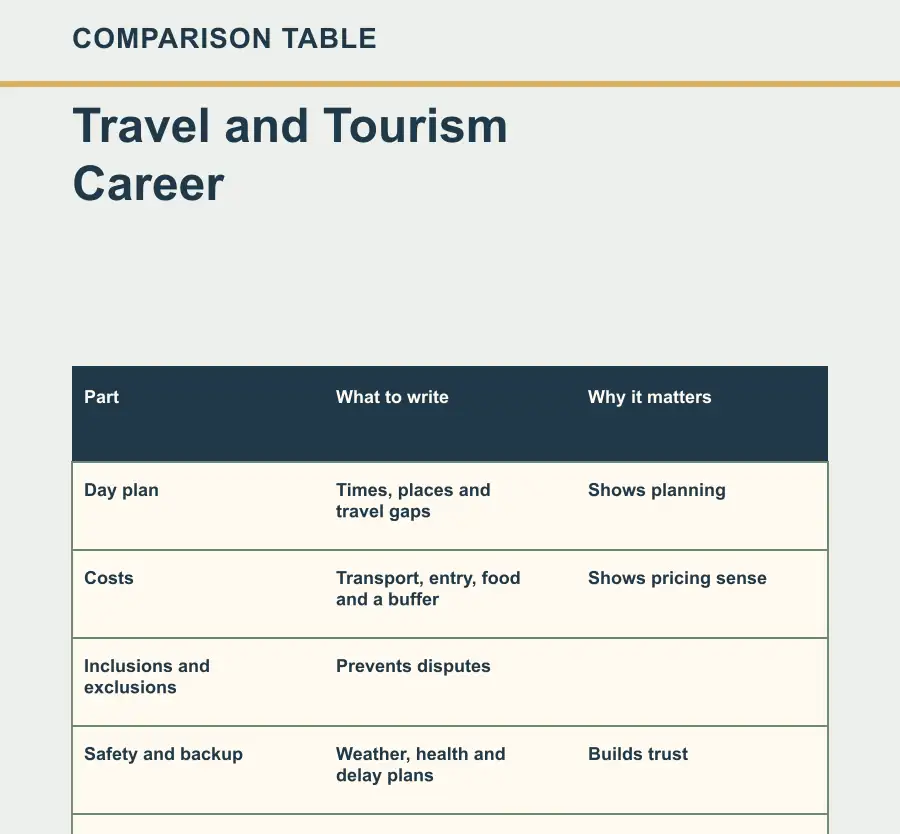 COMPARISON TABLE
Travel and Tourism
Career
Part What to write Why it matters
Day plan Times, places and travel gaps Shows planning
Costs Transport, entry, food and a buffer Shows pricing sense
Inclusions and exclusions Prevents disputes
Safety and backup Weather, health and delay plans Builds trust